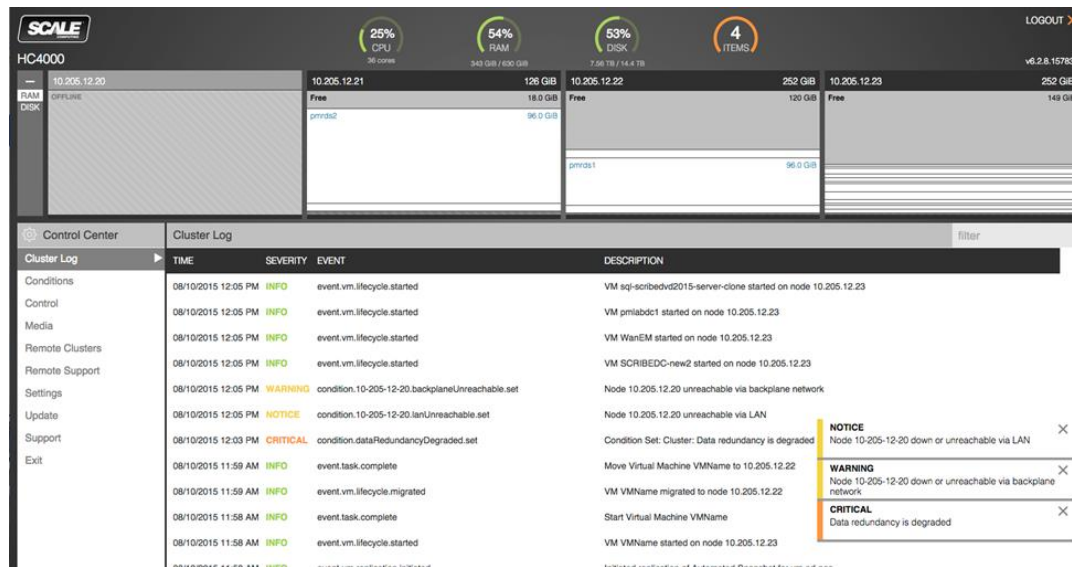 SCALE
COMPUTING
HC4000
25%
CPU
36 cores
54%
RAM
343 GiB / 630 GiB
53%
DISK
7.56 TB / 14.4 TB
4
ITEMS
LOGOUT
v6.2.8.15783
RAM
DISK
10.205.12.20
OFFLINE
10.205.12.21 126 GiB
Free 18.0 GiB
pmrds2 96.0 GiB
10.205.12.22 252 GiB
Free 120 GiB
pmrds1 96.0 GiB
10.205.12.23 252 GiB
Free 149 GiB
Control Center
Cluster Log
Conditions
Control
Media
Remote Clusters
Remote Support
Settings
Update
Support
Exit
Cluster Log filter
TIME SEVERITY EVENT DESCRIPTION
08/10/2015 12:05 PM INFO event.vm.lifecycle.started VM sql-scribedvd2015-server-clone started on node 10.205.12.23
08/10/2015 12:05 PM INFO event.vm.lifecycle.started VM pmlabdc1 started on node 10.205.12.23
08/10/2015 12:05 PM INFO event.vm.lifecycle.started VM WanEM started on node 10.205.12.23
08/10/2015 12:05 PM INFO event.vm.lifecycle.started VM SCRIBEDC-new2 started on node 10.205.12.23
08/10/2015 12:05 PM WARNING condition.10-205-12-20.backplaneUnreachable.set Node 10.205.12.20 unreachable via backplane network
08/10/2015 12:05 PM NOTICE condition.10-205-12-20.lanUnreachable.set Node 10.205.12.20 unreachable via LAN
08/10/2015 12:03 PM CRITICAL condition.dataRedundancyDegraded.set Condition Set: Cluster: Data redundancy is degraded
08/10/2015 11:59 AM INFO event.task.complete Move Virtual Machine VMName to 10.205.12.22
08/10/2015 11:59 AM INFO event.vm.lifecycle.migrated VM VMName migrated to node 10.205.12.22
08/10/2015 11:58 AM INFO event.task.complete Start Virtual Machine VMName
08/10/2015 11:58 AM INFO event.vm.lifecycle.started VM VMName started on node 10.205.12.23
NOTICE
Node 10-205-12-20 down or unreachable via LAN
WARNING
Node 10-205-12-20 down or unreachable via backplane
network
CRITICAL
Data redundancy is degraded